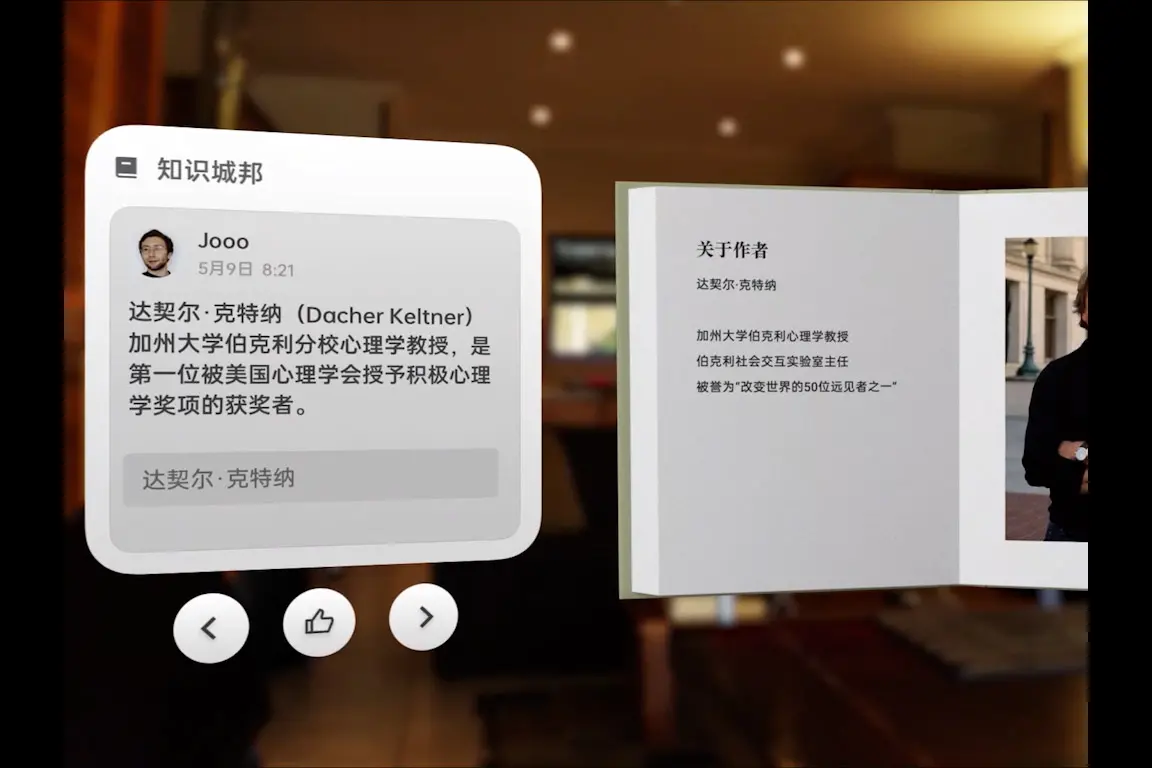 知识城邦
Jooo
5月9日 8:21
达契尔·克特纳（Dacher Keltner）
加州大学伯克利分校心理学教授，是
第一位被美国心理学会授予积极心理
学奖项的获奖者。
达契尔·克特纳
关于作者
达契尔·克特纳
加州大学伯克利心理学教授
伯克利社会交互实验室主任
被誉为“改变世界的50位远见者之一”